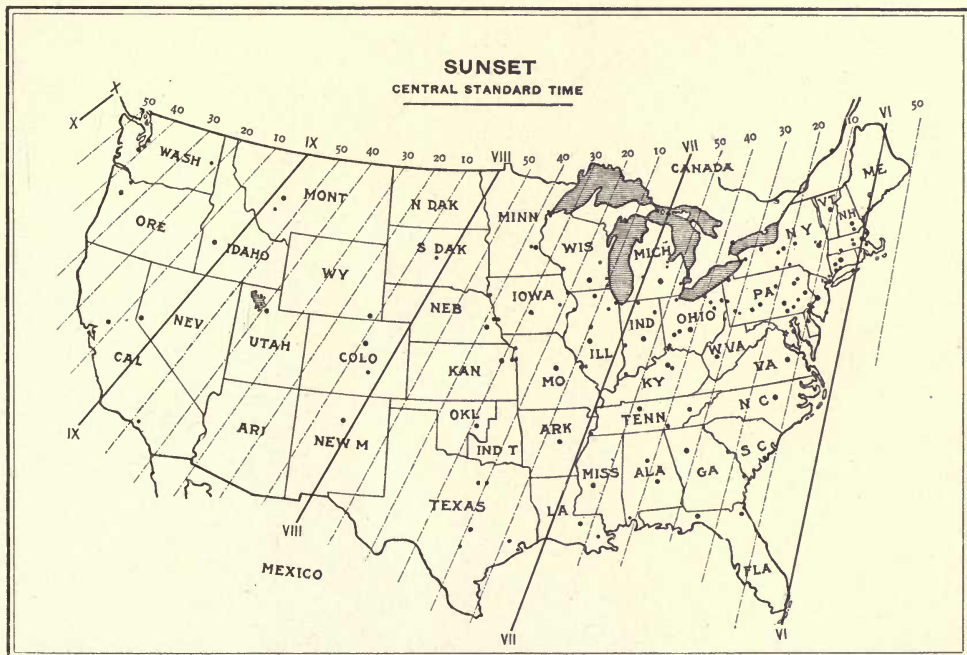 SUNSET
CENTRAL STANDARD TIME
X
X
50 40 30 20 10 IX 50 40 30 20 10 VIII 50 40 30 20 10 VII 50 40 30 20 10 VI 50
WASH
MONT
N DAK
MINN
CANADA
ME
VT
NH
ORE
IDAHO
S DAK
WIS
MICH
N Y
WY
NEB
IOWA
PA
NEV
UTAH
COLO
KAN
ILL
IND
OHIO
W VA
VA
CAL
MO
KY
N C
IX
ARI
NEW M
OKL
IND T
ARK
TENN
S C
TEXAS
LA
MISS
ALA
GA
VIII
MEXICO
FLA
VII
VI